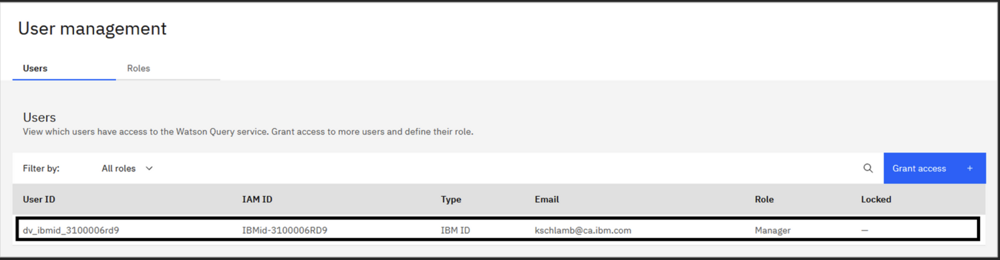 User management
Users Roles
Users
View which users have access to the Watson Query service. Grant access to more users and define their role.
Filter by: All roles Grant access +
User ID IAM ID Type Email Role Locked
dv_ibmid_3100006rd9 IBMid-3100006RD9 IBM ID kschlamb@ca.ibm.com Manager —